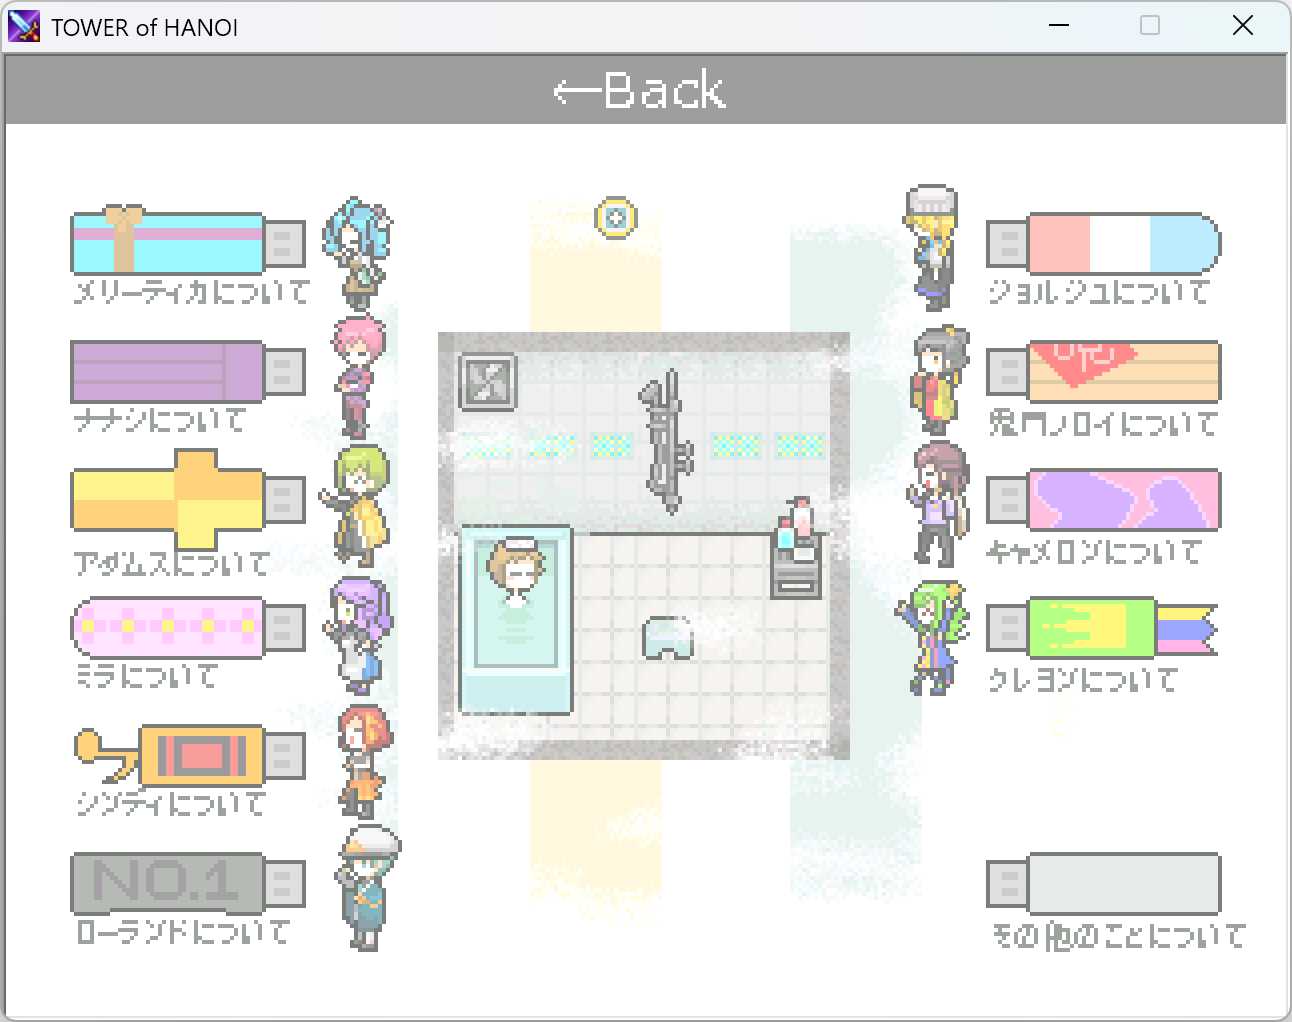 TOWER of HANOI
←Back
メリーティカについて
ナナシについて
アダムスについて
ミラについて
シンディについて
NO.1
ローランドについて
ジョルジュについて
呪
鬼門ノロイについて
キャメロンについて
クレヨンについて
その他のことについて